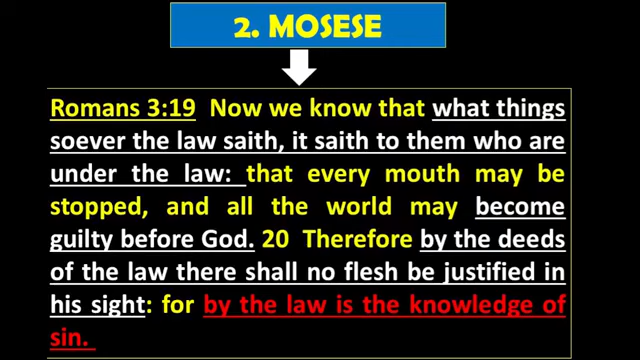 2. MOSESE
Romans 3:19 Now we know that what things
soever the law saith, it saith to them who are
under the law: that every mouth may be
stopped, and all the world may become
guilty before God. 20 Therefore by the deeds
of the law there shall no flesh be justified in
his sight: for by the law is the knowledge of
sin.